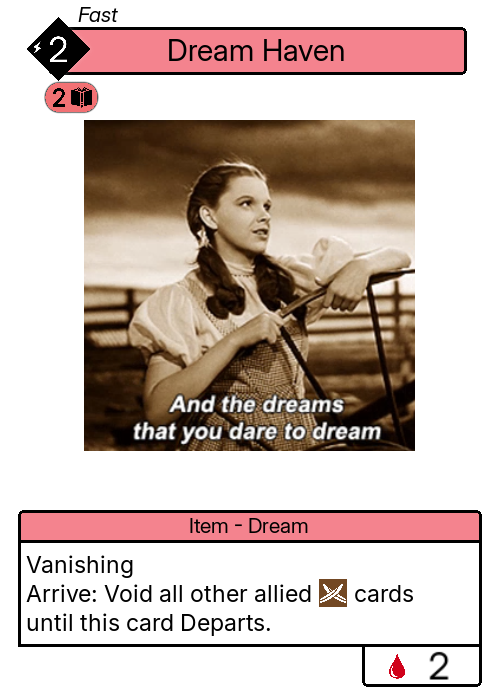 Fast
2
Dream Haven
2
And the dreams
that you dare to dream
Item - Dream
Vanishing
Arrive: Void all other allied cards
until this card Departs.
2